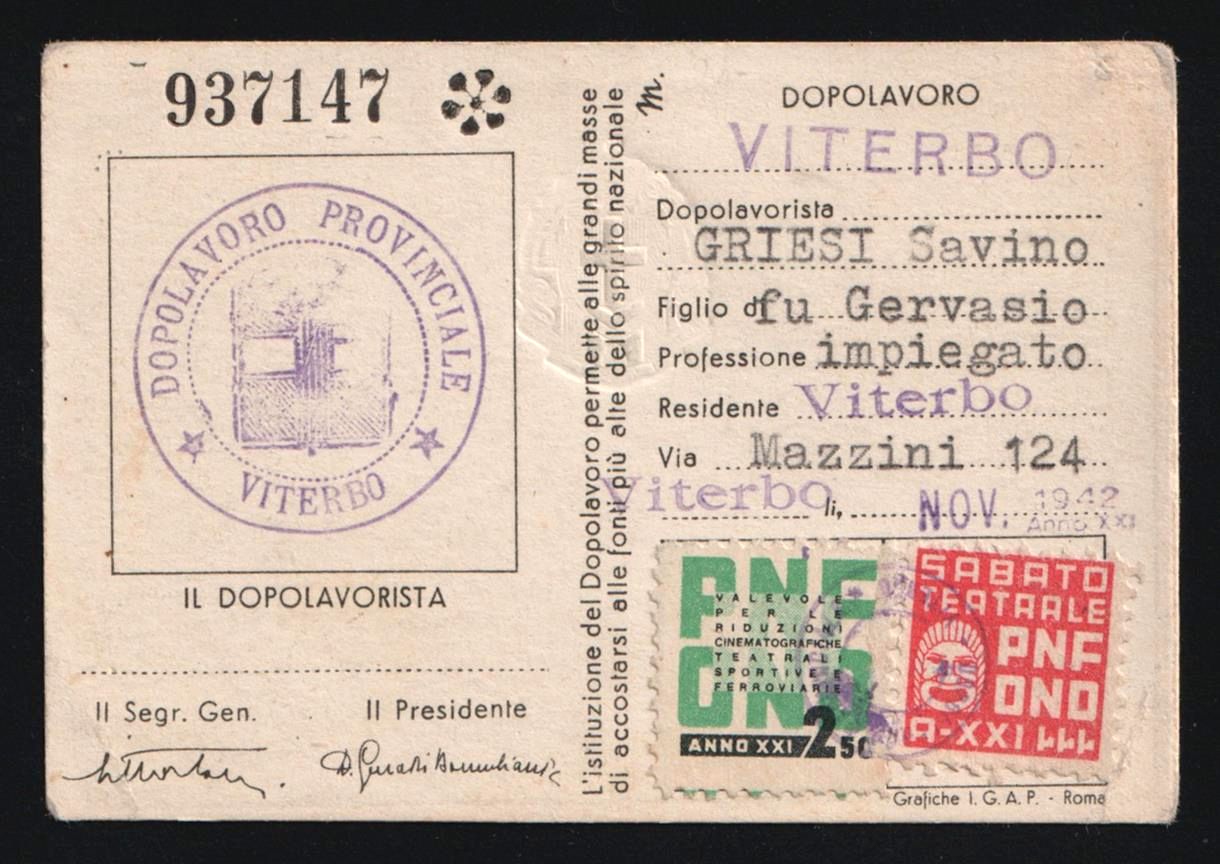 937147
DOPOLAVORO PROVINCIALE
VITERBO
IL DOPOLAVORISTA
Il Segr. Gen.
Il Presidente
L'istituzione del Dopolavoro permette alle grandi masse
di accostarsi alle fonti più alte dello spirito nazionale
m.
DOPOLAVORO
VITERBO
Dopolavorista
GRIESI Savino
Figlio di fu Gervasio
Professione impiegato
Residente Viterbo
Via Mazzini 124
Viterbo li, NOV. 1942
Anno XXI
PNF
OND
VALEVOLE
PER LE
RIDUZIONI
CINEMATOGRAFICHE
TEATRALI
SPORTIVE E
FERROVIARIE
ANNO XXI 2 50
SABATO
TEATRALE
PNF
OND
A-XXI
Grafiche I. G. A. P. - Roma